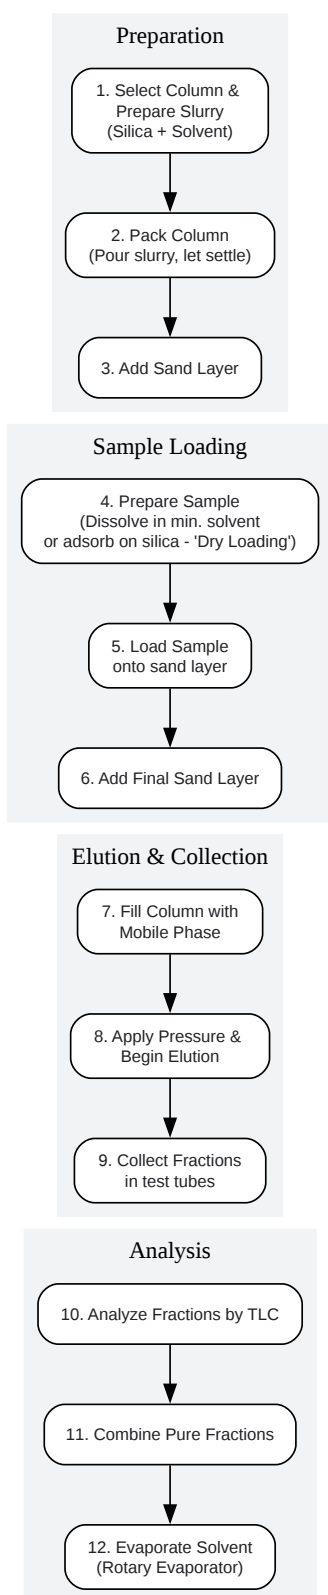 Preparation
1. Select Column &
Prepare Slurry
(Silica + Solvent)
2. Pack Column
(Pour slurry, let settle)
3. Add Sand Layer
Sample Loading
4. Prepare Sample
(Dissolve in min. solvent
or adsorb on silica - 'Dry Loading')
5. Load Sample
onto sand layer
6. Add Final Sand Layer
Elution & Collection
7. Fill Column with
Mobile Phase
8. Apply Pressure &
Begin Elution
9. Collect Fractions
in test tubes
Analysis
10. Analyze Fractions by TLC
11. Combine Pure Fractions
12. Evaporate Solvent
(Rotary Evaporator)